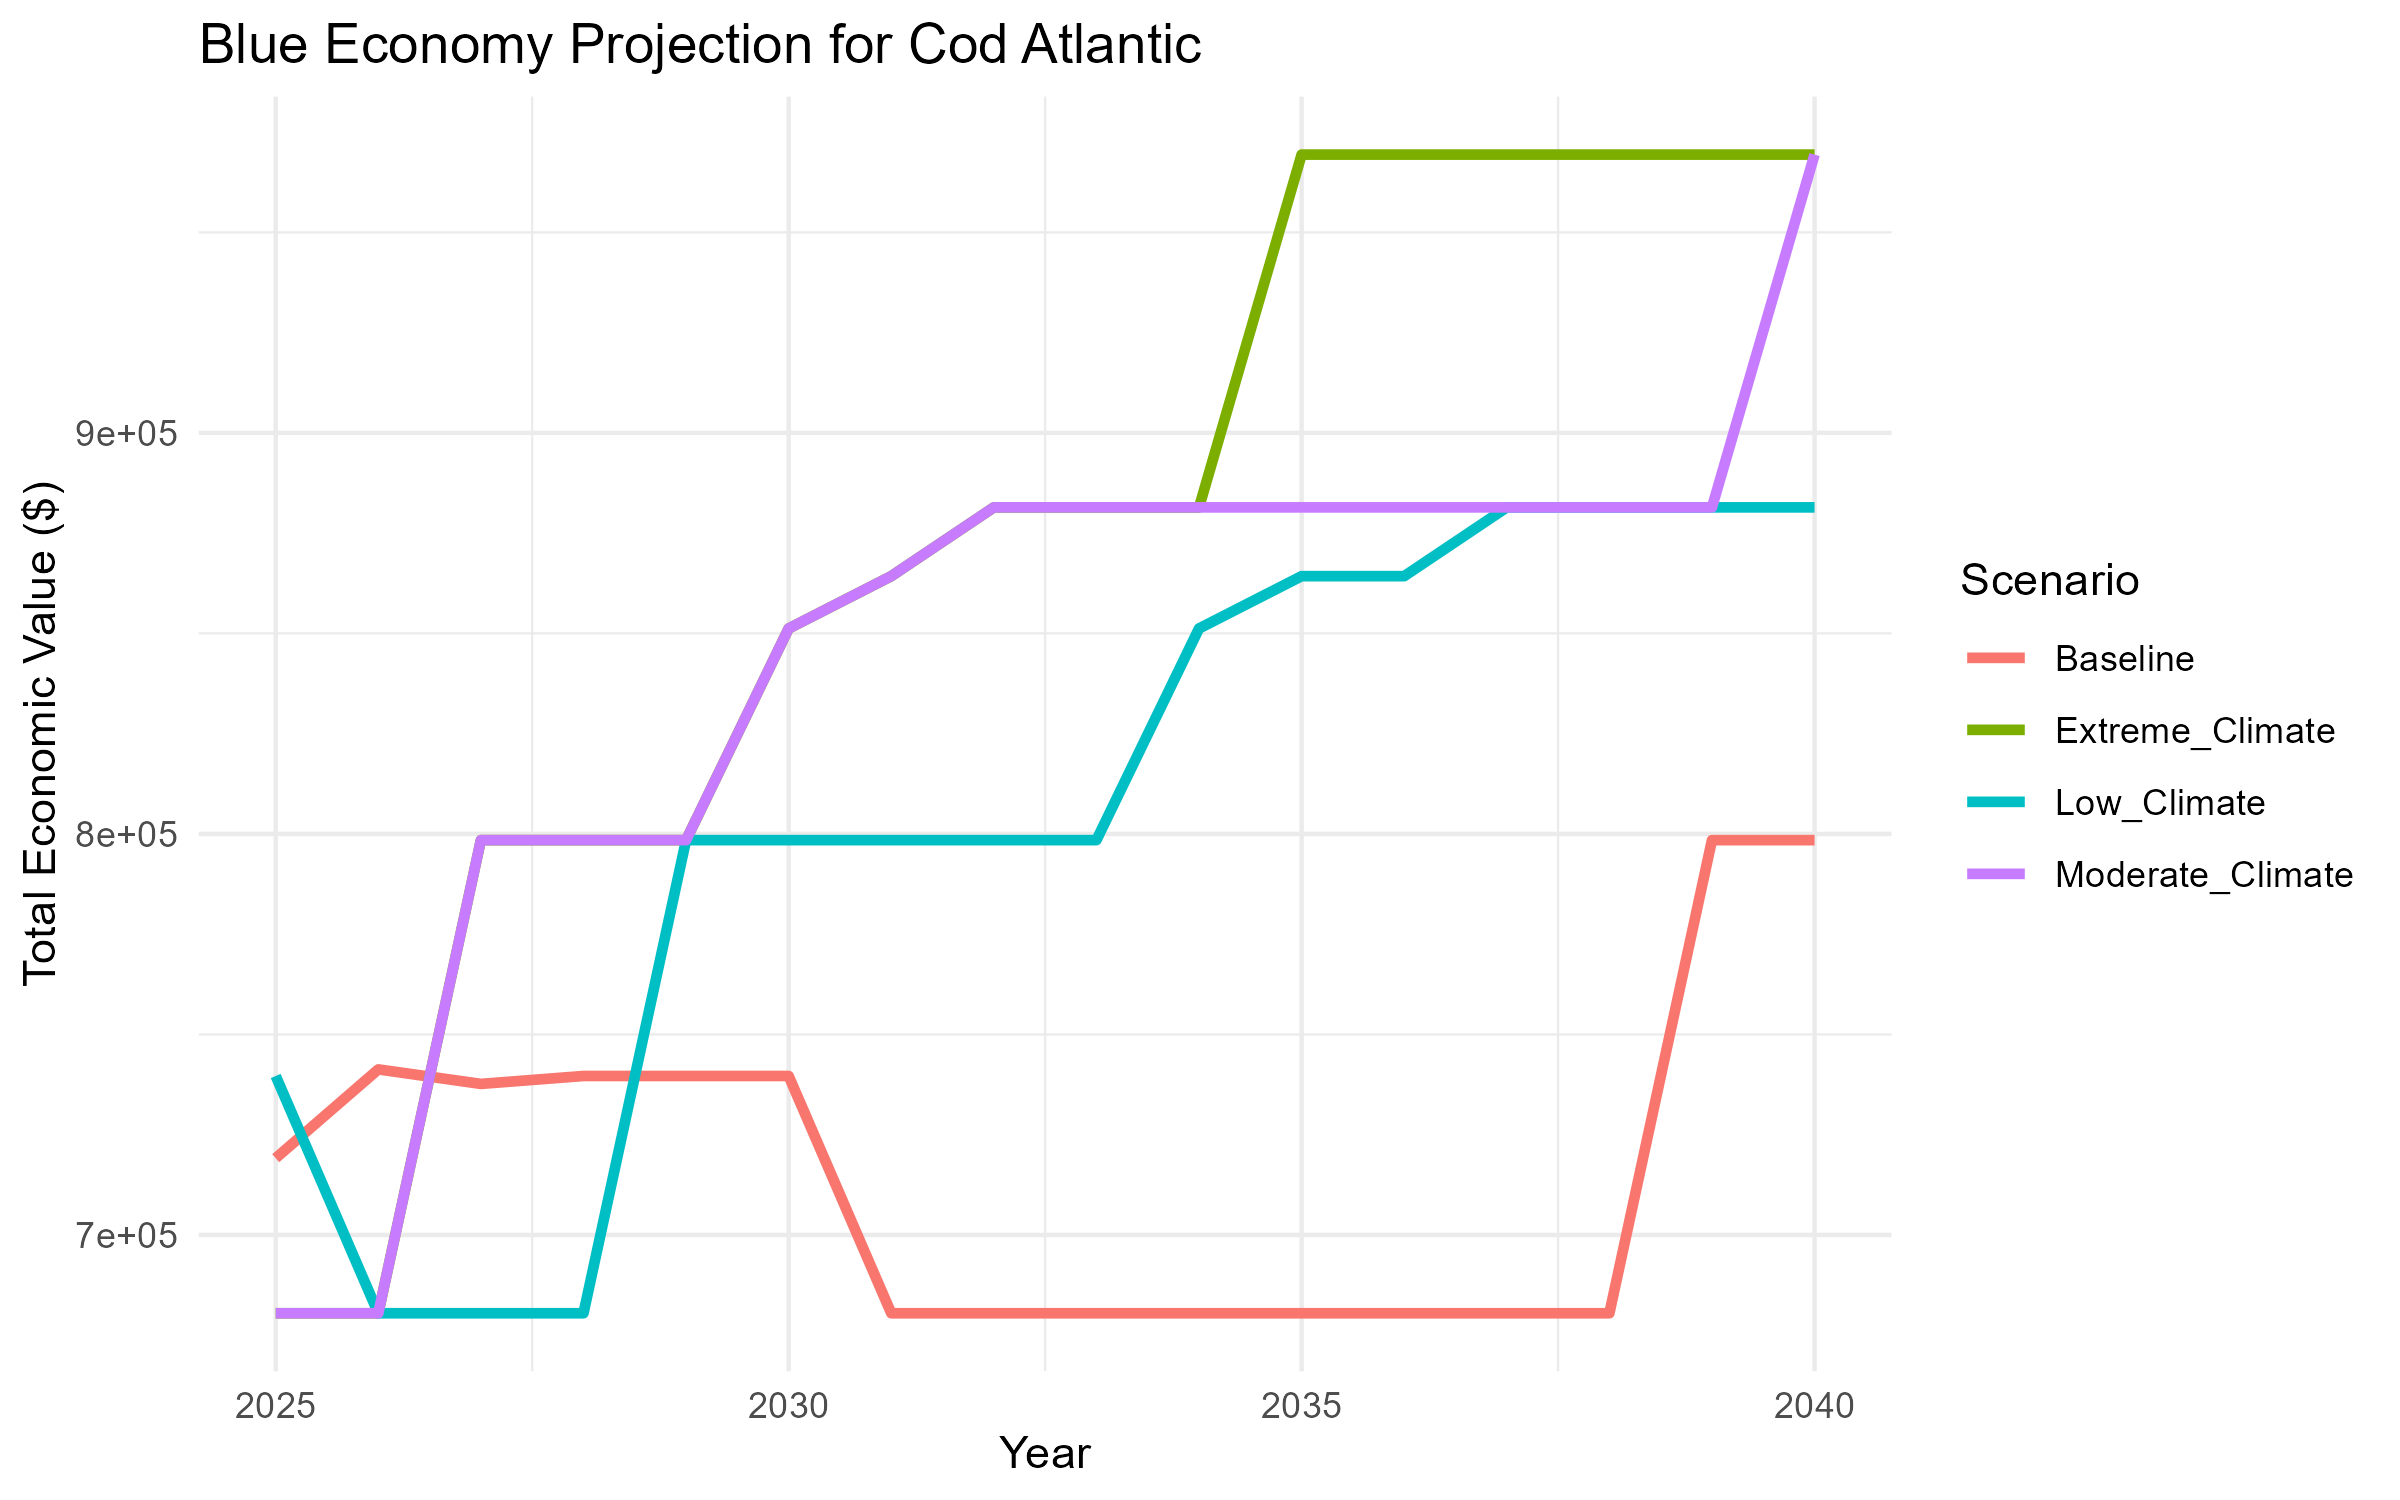 Blue Economy Projection for Cod Atlantic
Total Economic Value ($)
9e+05
8e+05
7e+05
2025
2030
2035
2040
Year
Scenario
Baseline
Extreme_Climate
Low_Climate
Moderate_Climate